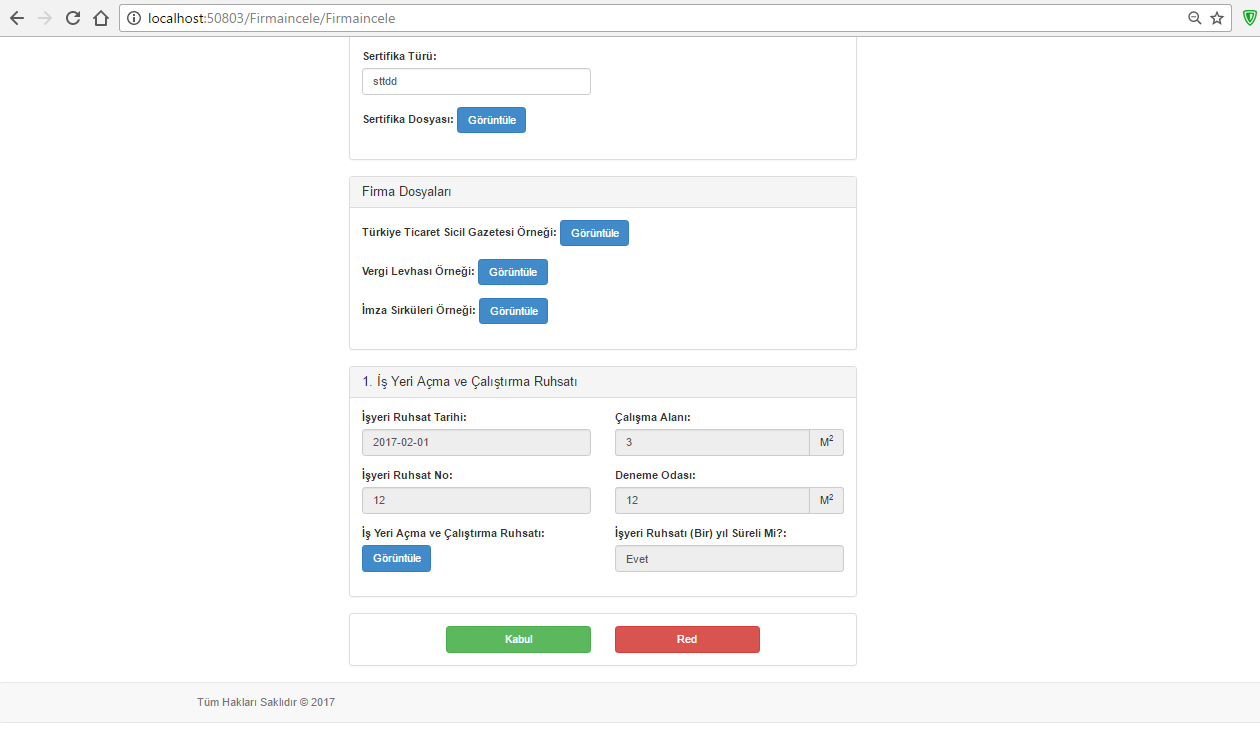 localhost:50803/Firmaincele/Firmaincele
Sertifika Türü:
sttdd
Sertifika Dosyası: Görüntüle
Firma Dosyaları
Türkiye Ticaret Sicil Gazetesi Örneği: Görüntüle
Vergi Levhası Örneği: Görüntüle
İmza Sirküleri Örneği: Görüntüle
1. İş Yeri Açma ve Çalıştırma Ruhsatı
İşyeri Ruhsat Tarihi:
2017-02-01
Çalışma Alanı:
3 M²
İşyeri Ruhsat No:
12
Deneme Odası:
12 M²
İş Yeri Açma ve Çalıştırma Ruhsatı:
Görüntüle
İşyeri Ruhsatı (Bir) yıl Süreli Mi?:
Evet
Kabul Red
Tüm Hakları Saklıdır © 2017